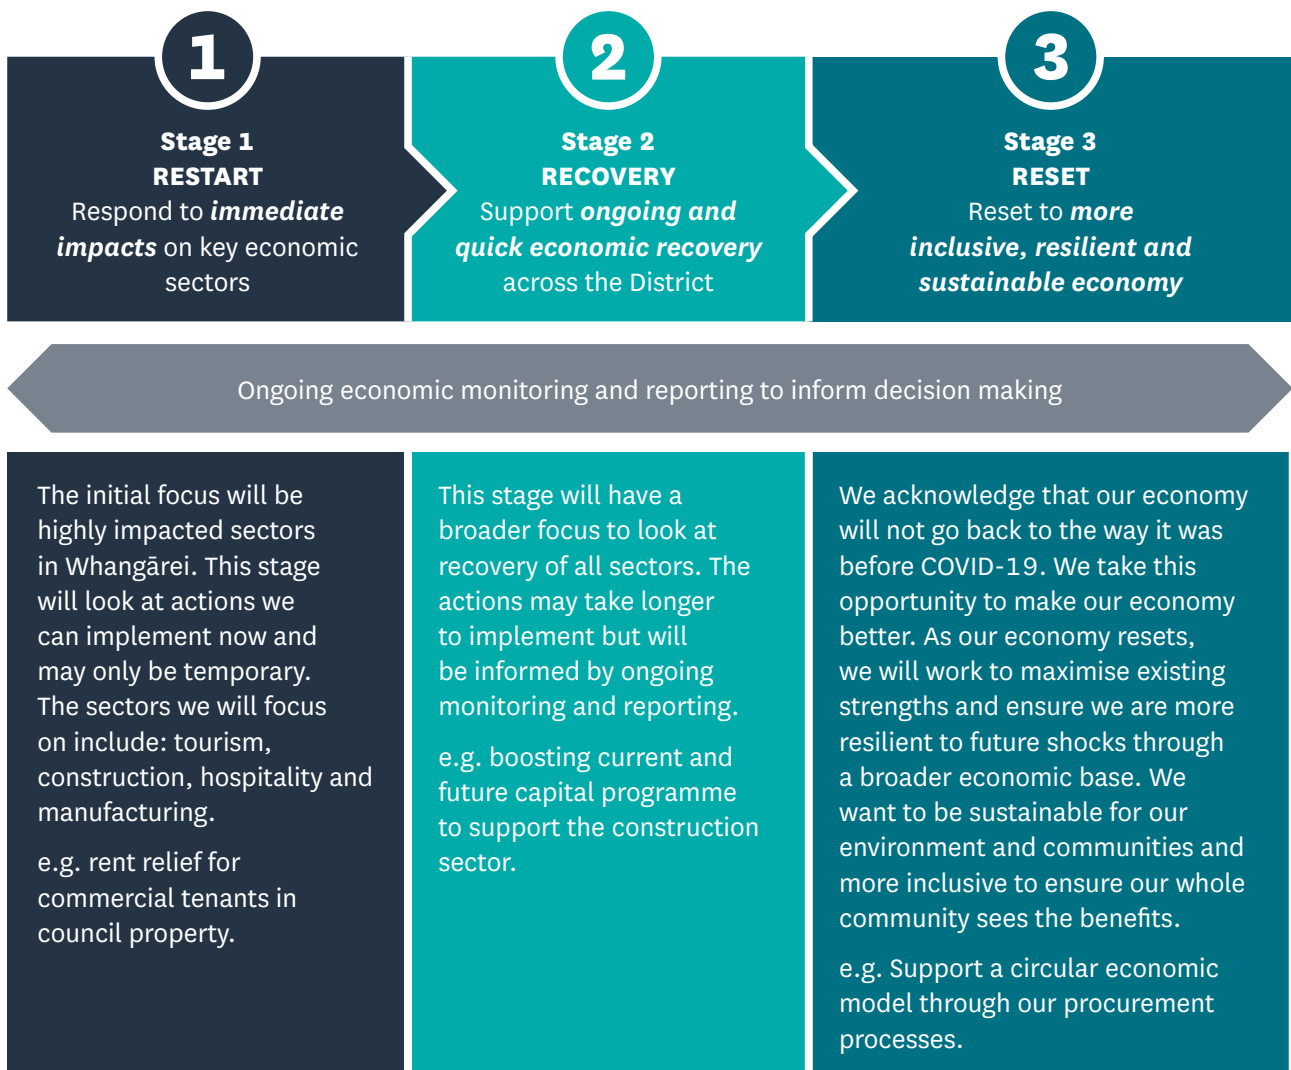 1
Stage 1
RESTART
Respond to immediate
impacts on key economic
sectors
2
Stage 2
RECOVERY
Support ongoing and
quick economic recovery
across the District
3
Stage 3
RESET
Reset to more
inclusive, resilient and
sustainable economy
Ongoing economic monitoring and reporting to inform decision making
The initial focus will be
highly impacted sectors
in Whangārei. This stage
will look at actions we
can implement now and
may only be temporary.
The sectors we will focus
on include: tourism,
construction, hospitality and
manufacturing.
e.g. rent relief for
commercial tenants in
council property.
This stage will have a
broader focus to look at
recovery of all sectors. The
actions may take longer
to implement but will
be informed by ongoing
monitoring and reporting.
e.g. boosting current and
future capital programme
to support the construction
sector.
We acknowledge that our economy
will not go back to the way it was
before COVID-19. We take this
opportunity to make our economy
better. As our economy resets,
we will work to maximise existing
strengths and ensure we are more
resilient to future shocks through
a broader economic base. We
want to be sustainable for our
environment and communities and
more inclusive to ensure our whole
community sees the benefits.
e.g. Support a circular economic
model through our procurement
processes.